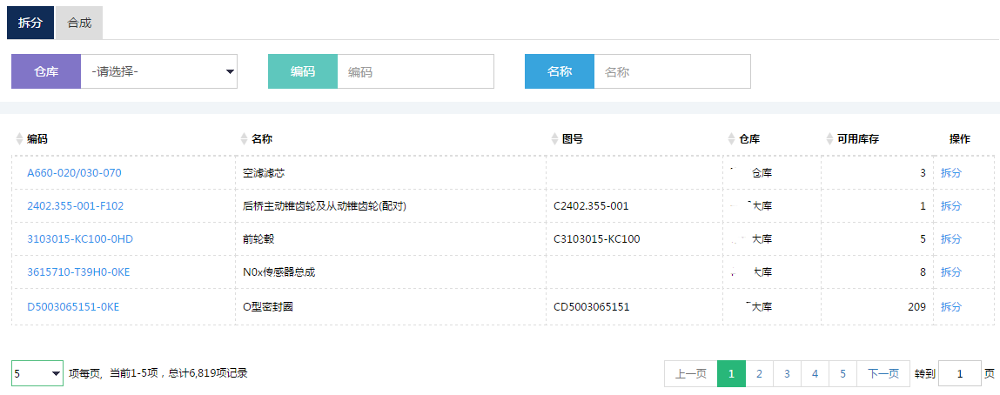 拆分 合成
仓库 -请选择- 编码 编码 名称 名称
编码 名称 图号 仓库 可用库存 操作
A660-020/030-070 空滤滤芯 仓库 3 拆分
2402.355-001-F102 后桥主动锥齿轮及从动锥齿轮(配对) C2402.355-001 大库 1 拆分
3103015-KC100-0HD 前轮毂 C3103015-KC100 大库 5 拆分
3615710-T39H0-0KE N0x传感器总成 大库 8 拆分
D5003065151-0KE O型密封圈 CD5003065151 大库 209 拆分
5 项每页, 当前1-5项，总计6,819项记录 上一页 1 2 3 4 5 下一页 转到 1 页